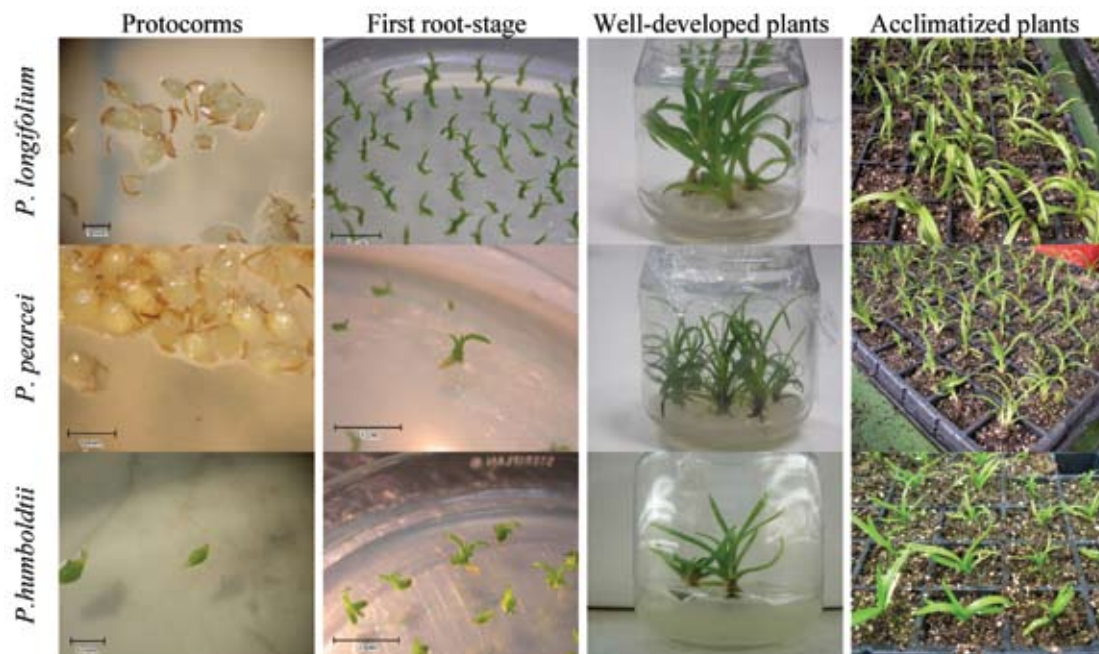 Protocorms First root-stage Well-developed plants Acclimatized plants
P. longifolium
P. pearcei
P.humboldtii